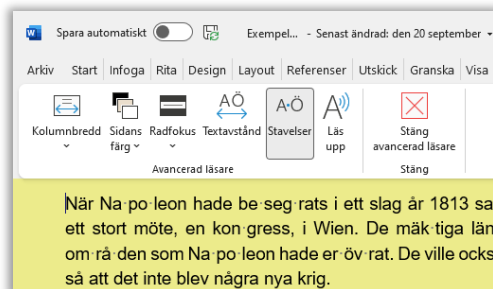 Spara automatiskt Exempel... - Senast ändrad: den 20 september
Arkiv Start Infoga Rita Design Layout Referenser Utskick Granska Visa
AÖ A·Ö A
Kolumnbredd Sidans färg Radfokus Textavstånd Stavelser Läs upp Stäng avancerad läsare
Avancerad läsare Stäng
När Na·po·leon hade be·seg·rats i ett slag år 1813 sa
ett stort möte, en kon·gress, i Wien. De mäk·tiga län
om·rå·den som Na·po·leon hade er·öv·rat. De ville ocks
så att det inte blev några nya krig.